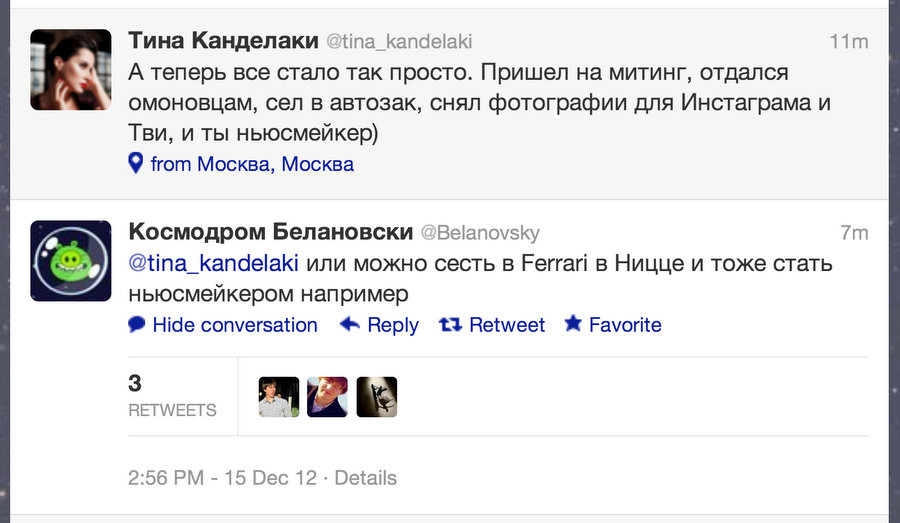 Тина Канделаки @tina_kandelaki 11m
А теперь все стало так просто. Пришел на митинг, отдался
омоновцам, сел в автозак, снял фотографии для Инстаграма и
Тви, и ты ньюсмейкер)
from Москва, Москва
Космодром Белановски @Belanovsky 7m
@tina_kandelaki или можно сесть в Ferrari в Ницце и тоже стать
ньюсмейкером например
Hide conversation Reply Retweet Favorite
3
RETWEETS
2:56 PM - 15 Dec 12 · Details